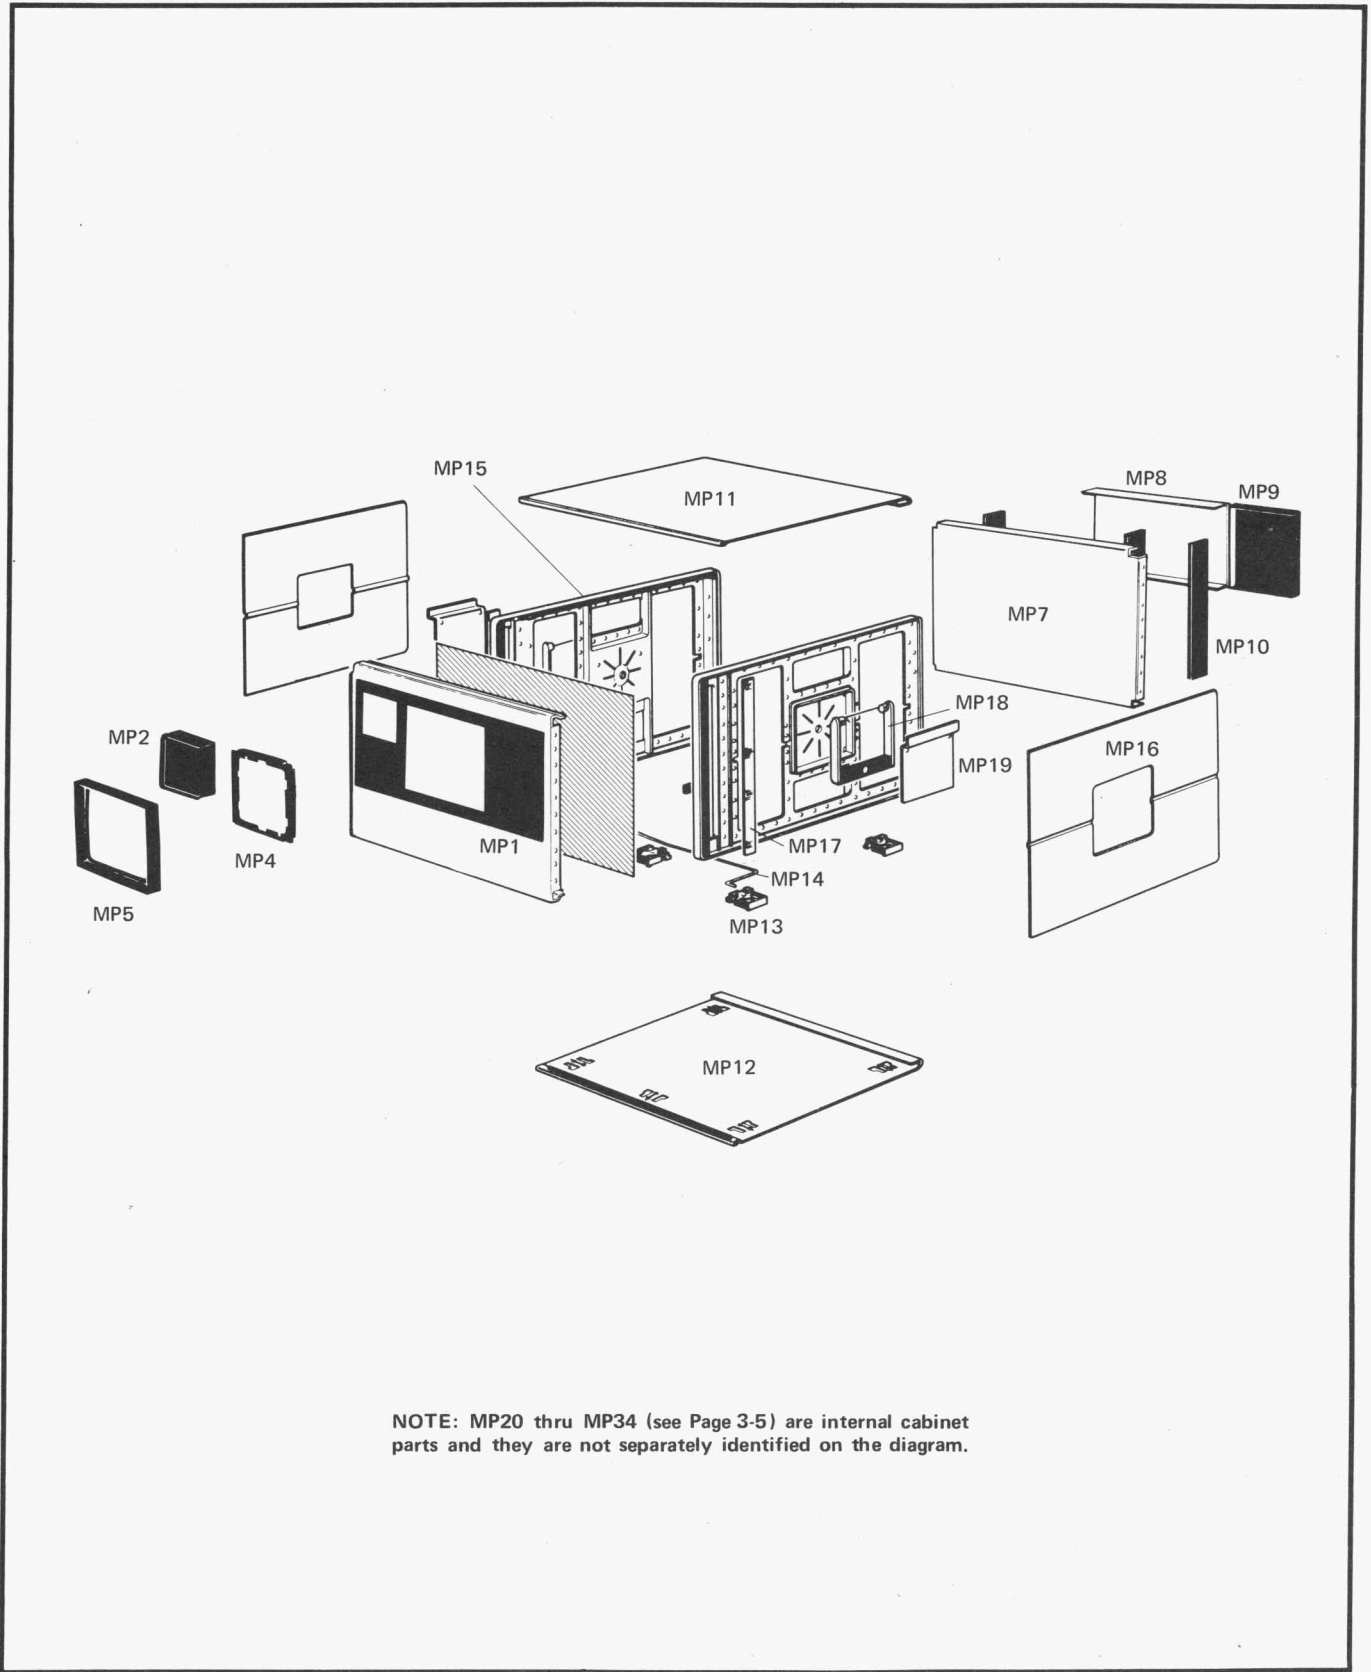 MP15
MP11
MP8
MP9
MP7
MP10
MP18
MP2
MP16
MP19
MP1
MP17
MP4
MP14
MP5
MP13
MP12
NOTE: MP20 thru MP34 (see Page 3-5) are internal cabinet
parts and they are not separately identified on the diagram.